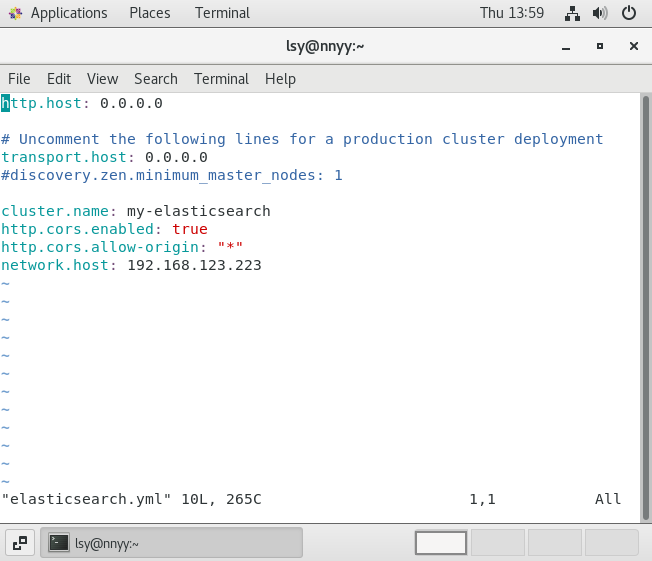 Applications Places Terminal Thu 13:59
lsy@nnyy:~
File Edit View Search Terminal Help
http.host: 0.0.0.0
# Uncomment the following lines for a production cluster deployment
transport.host: 0.0.0.0
#discovery.zen.minimum_master_nodes: 1
cluster.name: my-elasticsearch
http.cors.enabled: true
http.cors.allow-origin: "*"
network.host: 192.168.123.223
~
~
~
~
~
~
~
~
~
~
~
~
"elasticsearch.yml" 10L, 265C 1,1 All
lsy@nnyy:~